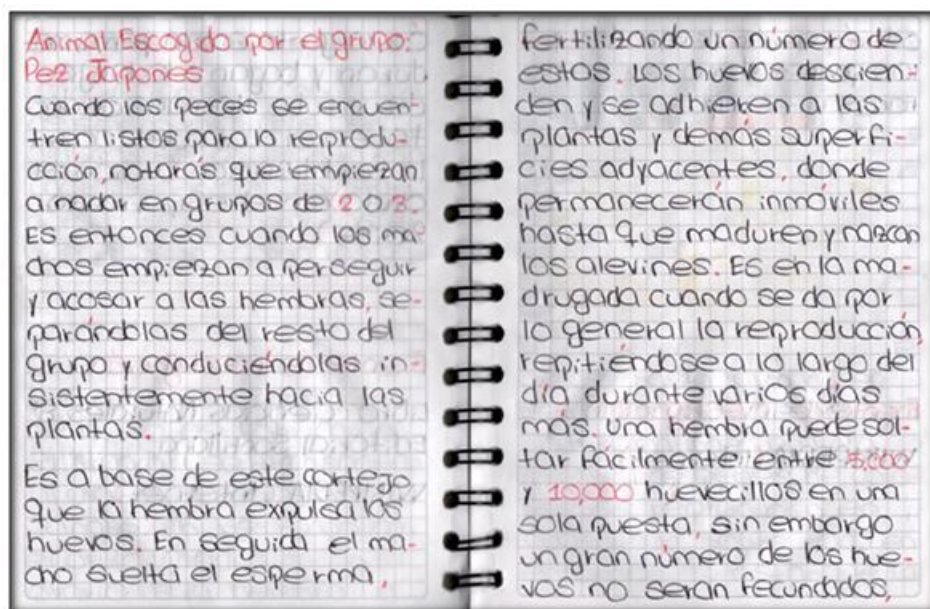 Animal Escogido por el grupo:
Pez Japones
Cuando los peces se encuen-
tren listos para la reprodu-
cción, notarás que empiezan
a nadar en grupos de 2 o 3.
Es entonces cuando los ma-
chos empiezan a perseguir
y acosar a las hembras, se-
parándolas del resto del
grupo y conduciéndolas in-
sistentemente hacia las
plantas.
Es a base de este cortejo
que la hembra expulsa los
huevos. En seguida el ma-
cho suelta el esperma,
fertilizando un número de
estos. Los huevos descien-
den y se adhieren a las
plantas y demás superfi-
cies adyacentes, donde
permanecerán inmóviles
hasta que maduren y nazcan
los alevines. Es en la ma-
drugada cuando se da por
lo general la reproducción,
repitiéndose a lo largo del
día durante varios días
más. Una hembra puede sol-
tar fácilmente entre 5,000
y 10,000 huevecillos en una
sola puesta, sin embargo
un gran número de los hue-
vos no seran fecundados,